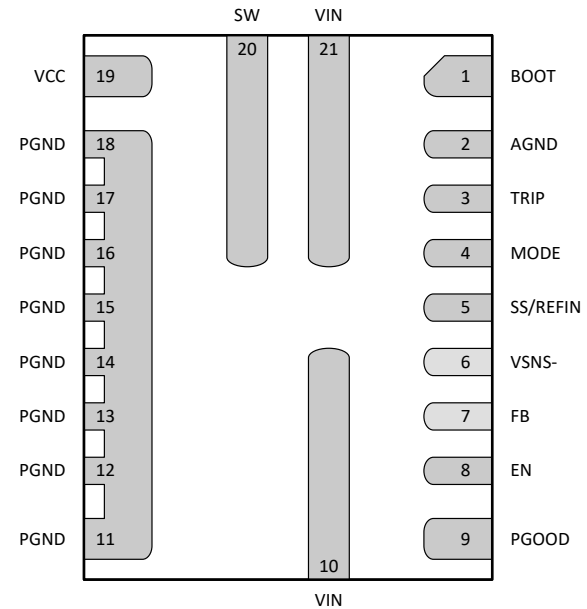 SW VIN
20 21
VCC 19 1 BOOT
PGND 18 2 AGND
PGND 17 3 TRIP
PGND 16 4 MODE
PGND 15 5 SS/REFIN
PGND 14 6 VSNS-
PGND 13 7 FB
PGND 12 8 EN
PGND 11 9 PGOOD
10
VIN